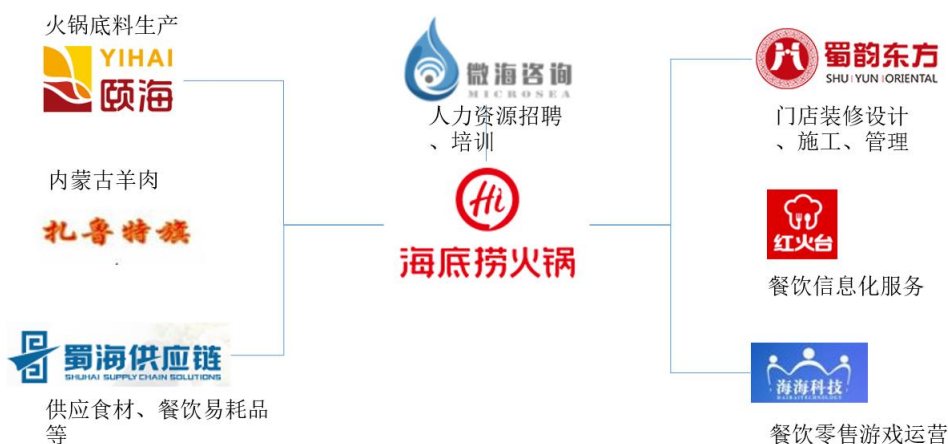 火锅底料生产
YIHAI
颐海
微海咨询
MICROSEA
人力资源招聘
、培训
蜀韵东方
SHU YUN ORIENTAL
门店装修设计
、施工、管理
内蒙古羊肉
扎鲁特旗
Hi
海底捞火锅
红火台
餐饮信息化服务
蜀海供应链
SHUHAI SUPPLY CHAIN SOLUTIONS
供应食材、餐饮易耗品
等
海海科技
HAIHAI TECHNOLOGY
餐饮零售游戏运营